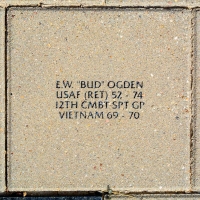 E.W. "BUD" OGDEN
USAF (RET) 52 - 74
12TH CMBT SPT GP
VIETNAM 69 - 70